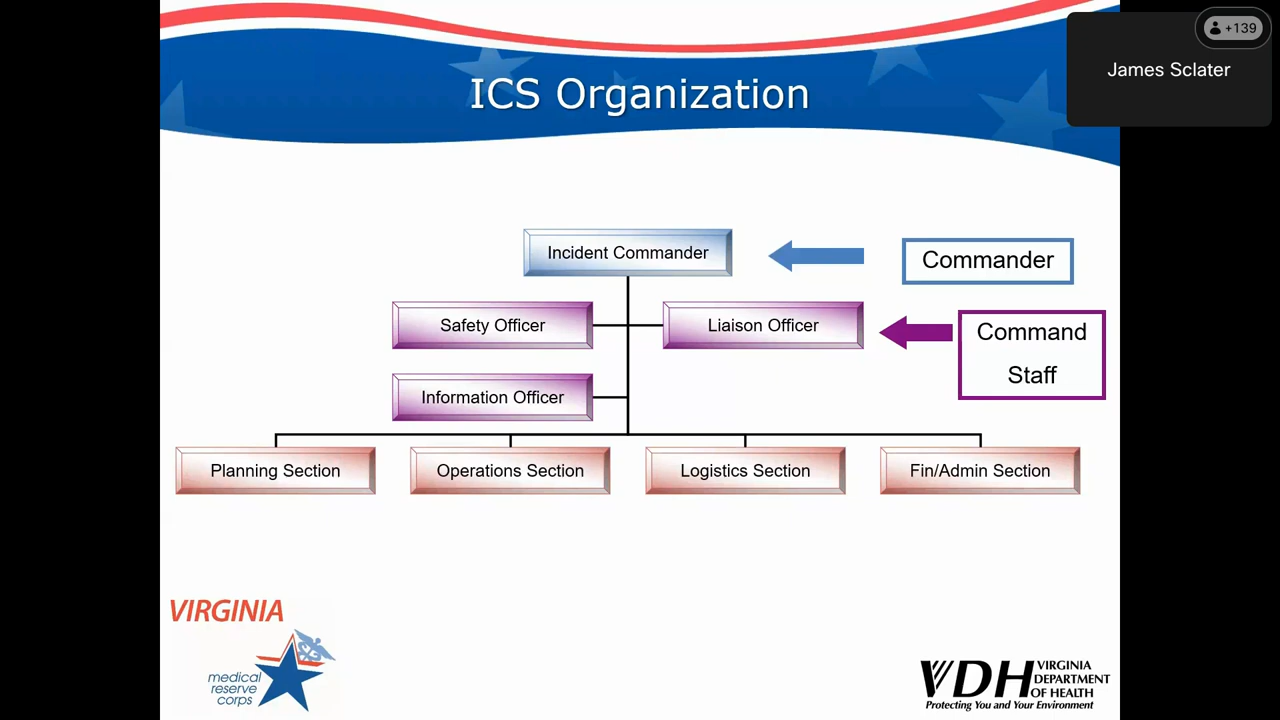 ICS Organization
+139
James Sclater
Incident Commander
Commander
Safety Officer
Liaison Officer
Command
Staff
Information Officer
Planning Section
Operations Section
Logistics Section
Fin/Admin Section
VIRGINIA
medical
reserve
corps
VDH
VIRGINIA
DEPARTMENT
OF HEALTH
Protecting You and Your Environment